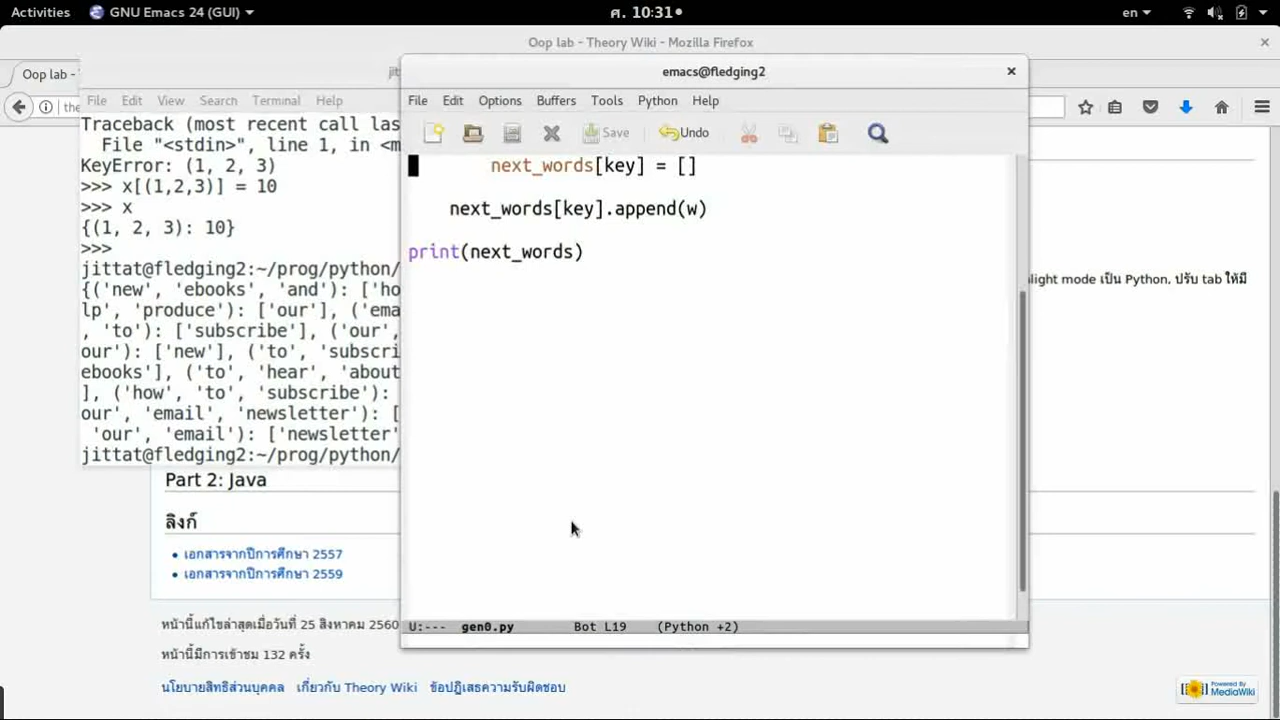 Activities GNU Emacs 24 (GUI) ศ. 10:31 en
Oop lab - Theory Wiki - Mozilla Firefox
Oop lab -
emacs@fledging2
File Edit View Search Terminal Help
File Edit Options Buffers Tools Python Help
Save Undo
Traceback (most recent call las
File "<stdin>", line 1, in <m
KeyError: (1, 2, 3)
>>> x[(1,2,3)] = 10
>>> x
{(1, 2, 3): 10}
>>>
jittat@fledging2:~/prog/python/
{('new', 'ebooks', 'and'): ['ho
lp', 'produce'): ['our'], ('ema
, 'to'): ['subscribe'], ('our',
our'): ['new'], ('to', 'subscri
ebooks'], ('to', 'hear', 'about
], ('how', 'to', 'subscribe'):
our', 'email', 'newsletter'): [
'our', 'email'): ['newsletter'
jittat@fledging2:~/prog/python/
next_words[key] = []
next_words[key].append(w)
print(next_words)
U:--- gen0.py Bot L19 (Python +2)
light mode เป็น Python, ปรับ tab ให้มี
Part 2: Java
ลิงก์
เอกสารจากปีการศึกษา 2557
เอกสารจากปีการศึกษา 2559
หน้านี้แก้ไขล่าสุดเมื่อวันที่ 25 สิงหาคม 2560
หน้านี้มีการเข้าชม 132 ครั้ง
นโยบายสิทธิส่วนบุคคล เกี่ยวกับ Theory Wiki ข้อปฏิเสธความรับผิดชอบ
Powered By
MediaWiki